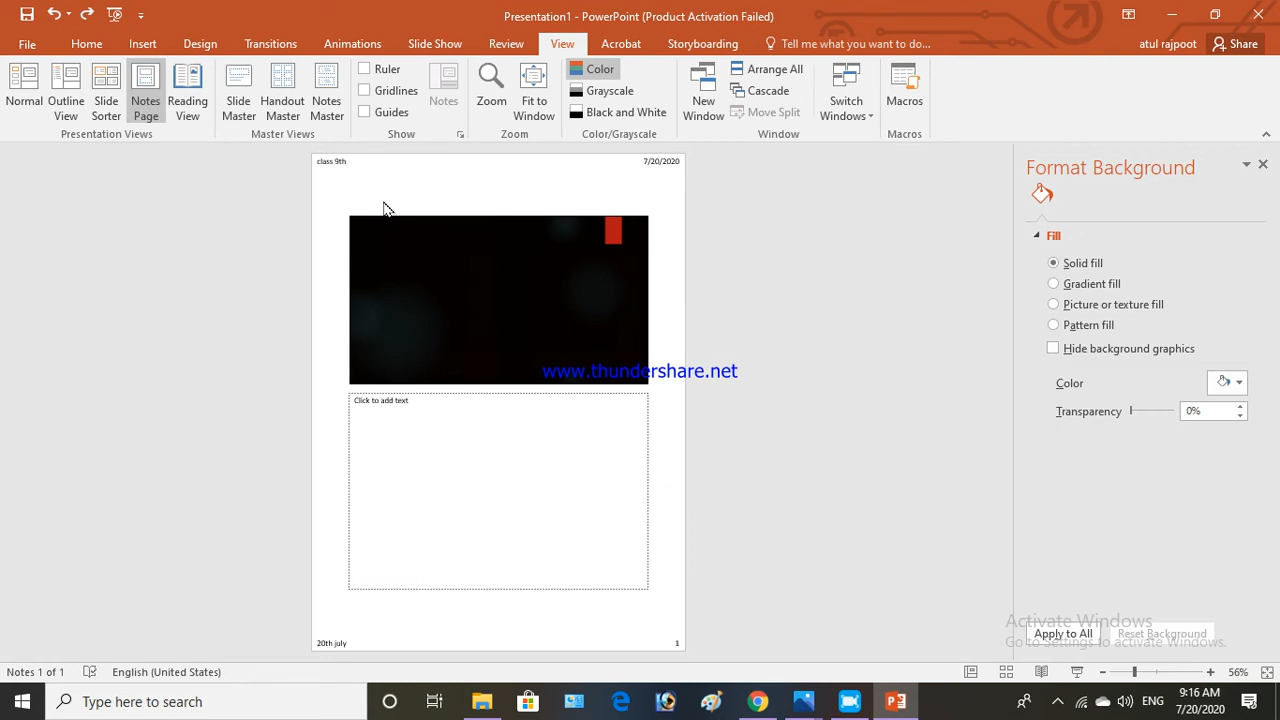 Presentation1 - PowerPoint (Product Activation Failed)
File Home Insert Design Transitions Animations Slide Show Review View Acrobat Storyboarding Tell me what you want to do... atul rajpoot Share
Normal
Outline View
Slide Sorter
Notes Page
Reading View
Presentation Views
Slide Master
Handout Master
Notes Master
Master Views
Ruler
Gridlines
Guides
Notes
Show
Zoom
Fit to Window
Zoom
Color
Grayscale
Black and White
Color/Grayscale
New Window
Arrange All
Cascade
Move Split
Switch Windows
Window
Macros
Macros
class 9th 7/20/2020
www.thundershare.net
Click to add text
20th july 1
Format Background
Fill
Solid fill
Gradient fill
Picture or texture fill
Pattern fill
Hide background graphics
Color
Transparency 0%
Activate Windows
Go to Settings to activate Windows.
Apply to All Reset Background
Notes 1 of 1 English (United States) 56%
Type here to search
ENG
9:16 AM
7/20/2020